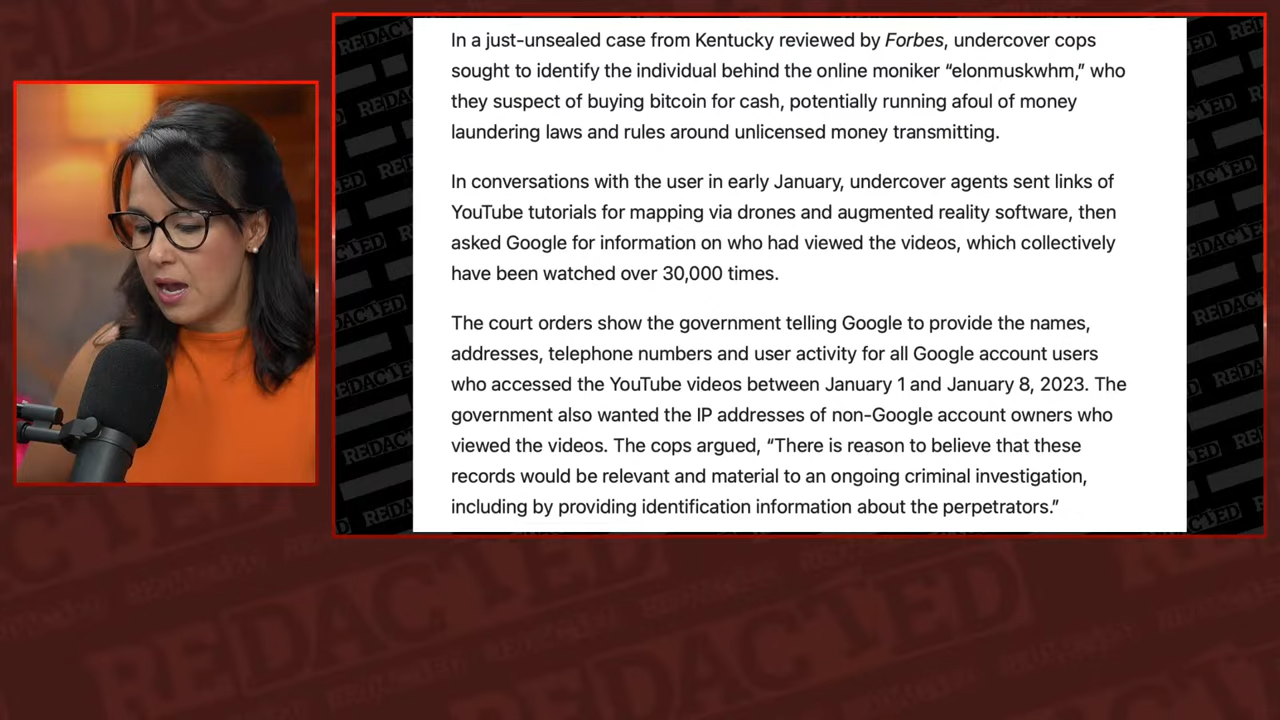 In a just-unsealed case from Kentucky reviewed by Forbes, undercover cops
sought to identify the individual behind the online moniker “elonmuskwhm,” who
they suspect of buying bitcoin for cash, potentially running afoul of money
laundering laws and rules around unlicensed money transmitting.
In conversations with the user in early January, undercover agents sent links of
YouTube tutorials for mapping via drones and augmented reality software, then
asked Google for information on who had viewed the videos, which collectively
have been watched over 30,000 times.
The court orders show the government telling Google to provide the names,
addresses, telephone numbers and user activity for all Google account users
who accessed the YouTube videos between January 1 and January 8, 2023. The
government also wanted the IP addresses of non-Google account owners who
viewed the videos. The cops argued, “There is reason to believe that these
records would be relevant and material to an ongoing criminal investigation,
including by providing identification information about the perpetrators.”
REDACTED
REDACTED
REDACTED